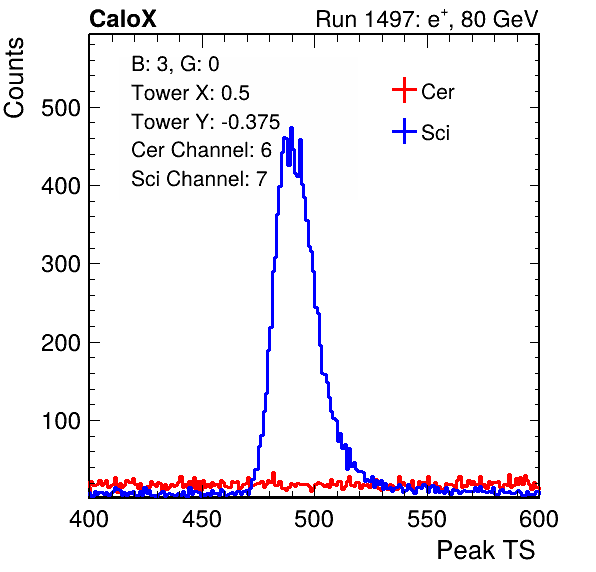 CaloX Run 1497: e⁺, 80 GeV
Counts
B: 3, G: 0
Tower X: 0.5
Tower Y: -0.375
Cer Channel: 6
Sci Channel: 7
Cer
Sci
500
400
300
200
100
400 450 500 550 600
Peak TS